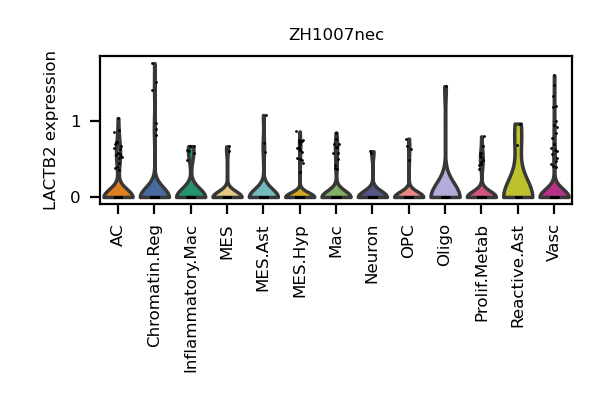 ZH1007nec
LACTB2 expression
1
0
AC
Chromatin.Reg
Inflammatory.Mac
MES
MES.Ast
MES.Hyp
Mac
Neuron
OPC
Oligo
Prolif.Metab
Reactive.Ast
Vasc